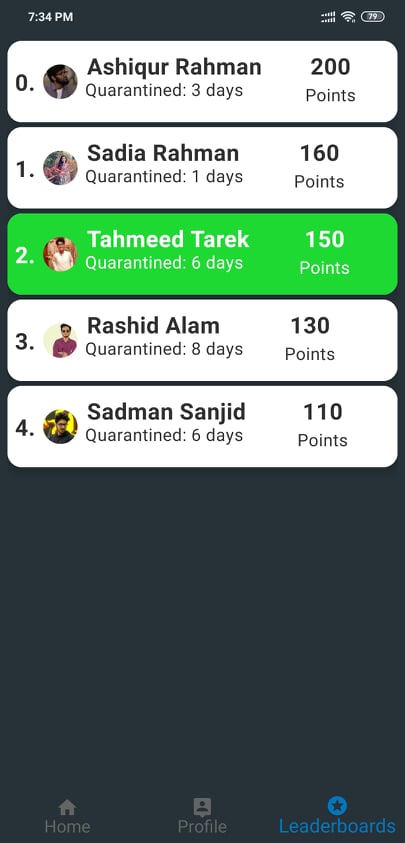 7:34 PM 79
0. Ashiqur Rahman 200
Quarantined: 3 days Points
1. Sadia Rahman 160
Quarantined: 1 days Points
2. Tahmeed Tarek 150
Quarantined: 6 days Points
3. Rashid Alam 130
Quarantined: 8 days Points
4. Sadman Sanjid 110
Quarantined: 6 days Points
Home Profile Leaderboards